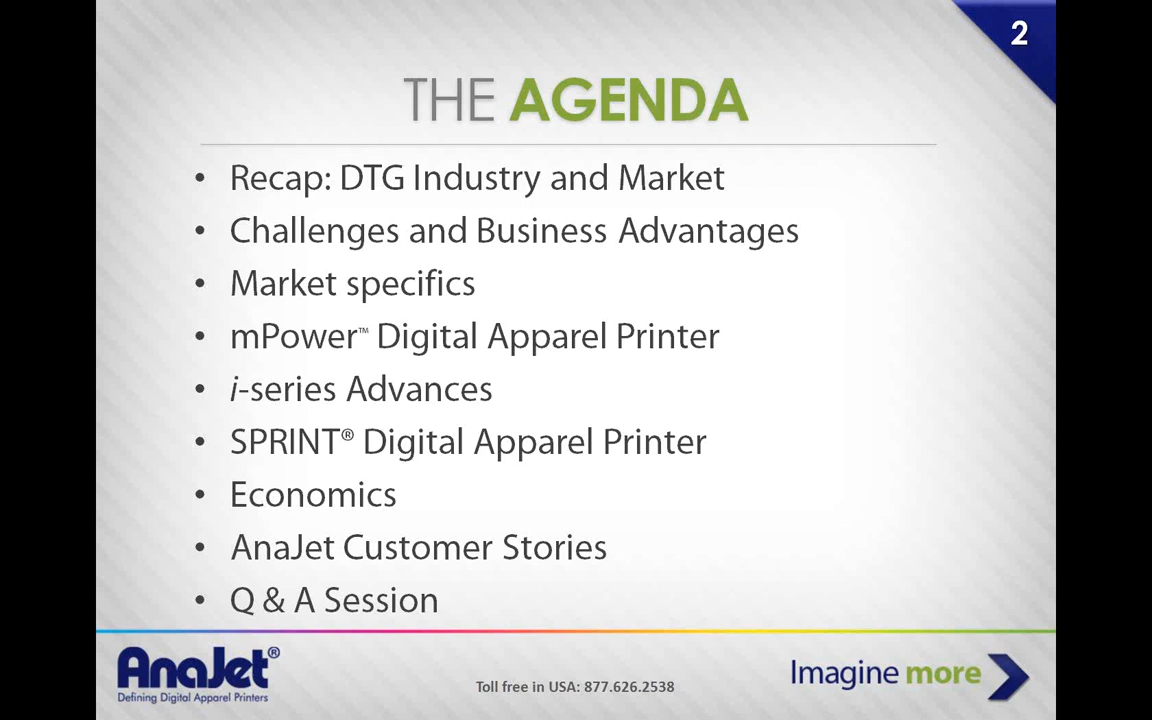 2
THE AGENDA
• Recap: DTG Industry and Market
• Challenges and Business Advantages
• Market specifics
• mPower™ Digital Apparel Printer
• i-series Advances
• SPRINT® Digital Apparel Printer
• Economics
• AnaJet Customer Stories
• Q & A Session
AnaJet®
Defining Digital Apparel Printers
Toll free in USA: 877.626.2538
Imagine more